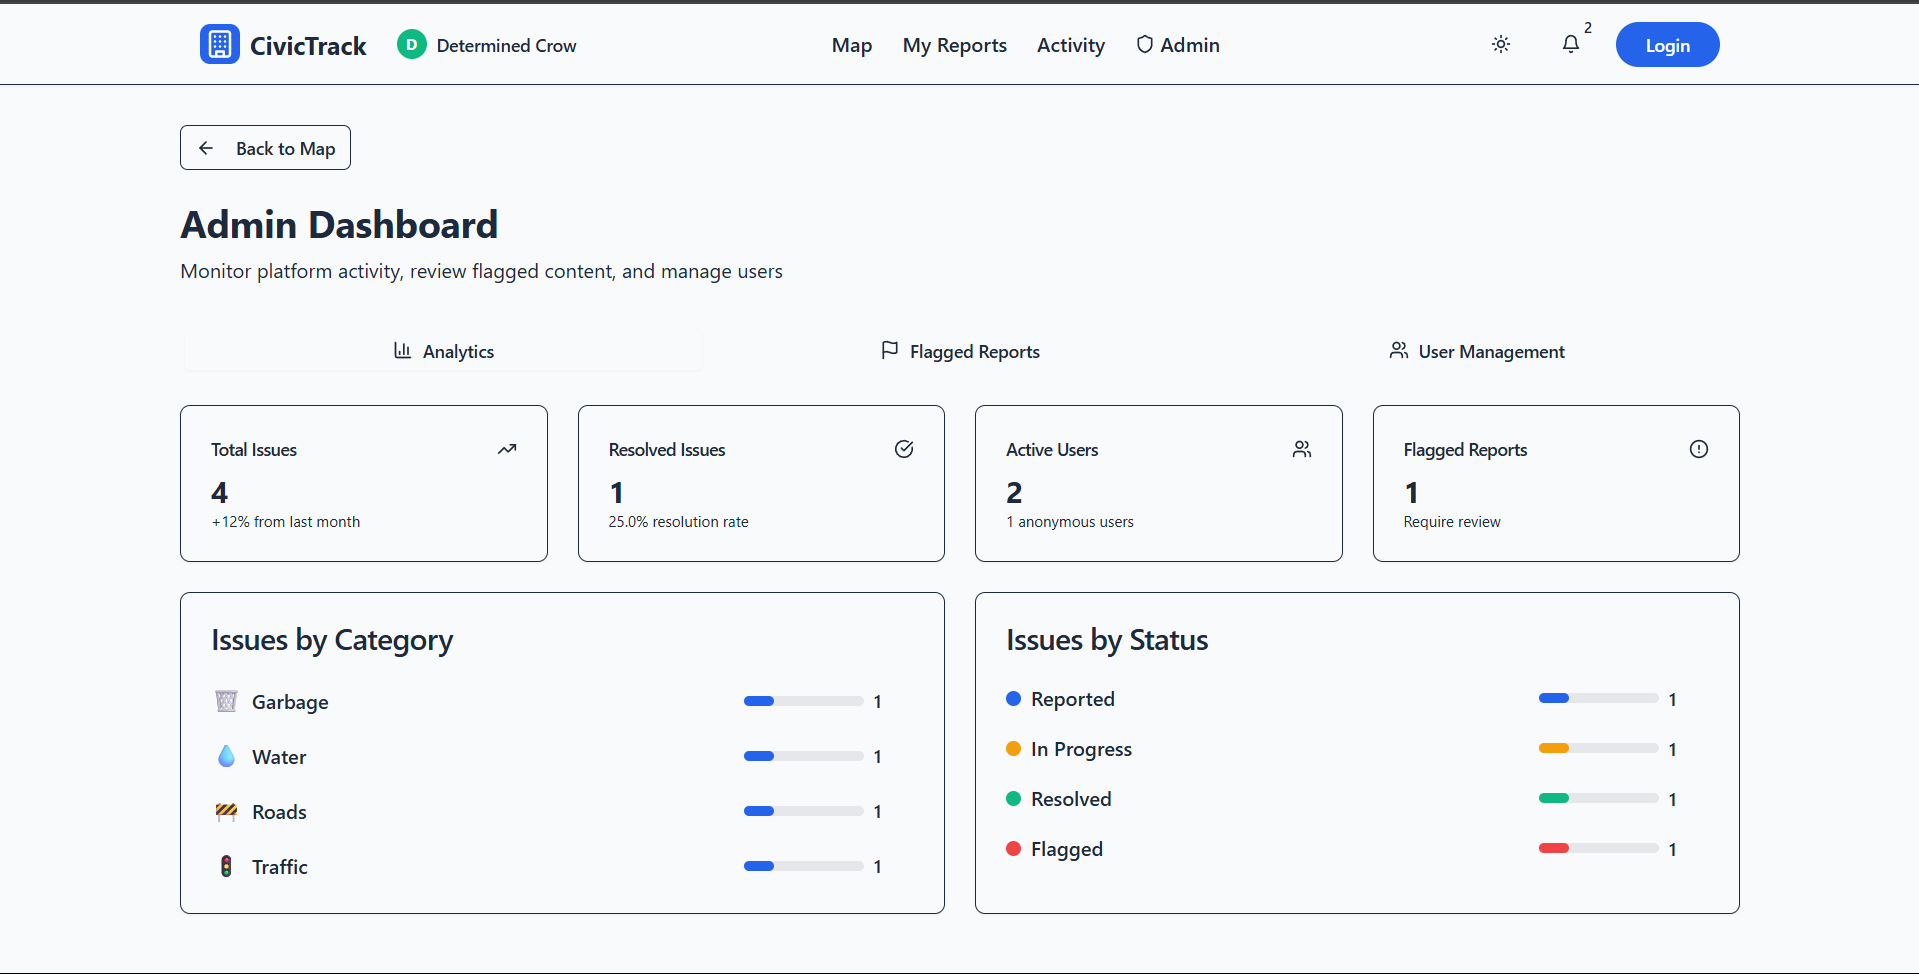 CivicTrack
D
Determined Crow
Map
My Reports
Activity
Admin
2
Login
Back to Map
Admin Dashboard
Monitor platform activity, review flagged content, and manage users
Analytics
Flagged Reports
User Management
Total Issues
4
+12% from last month
Resolved Issues
1
25.0% resolution rate
Active Users
2
1 anonymous users
Flagged Reports
1
Require review
Issues by Category
Garbage 1
Water 1
Roads 1
Traffic 1
Issues by Status
Reported 1
In Progress 1
Resolved 1
Flagged 1